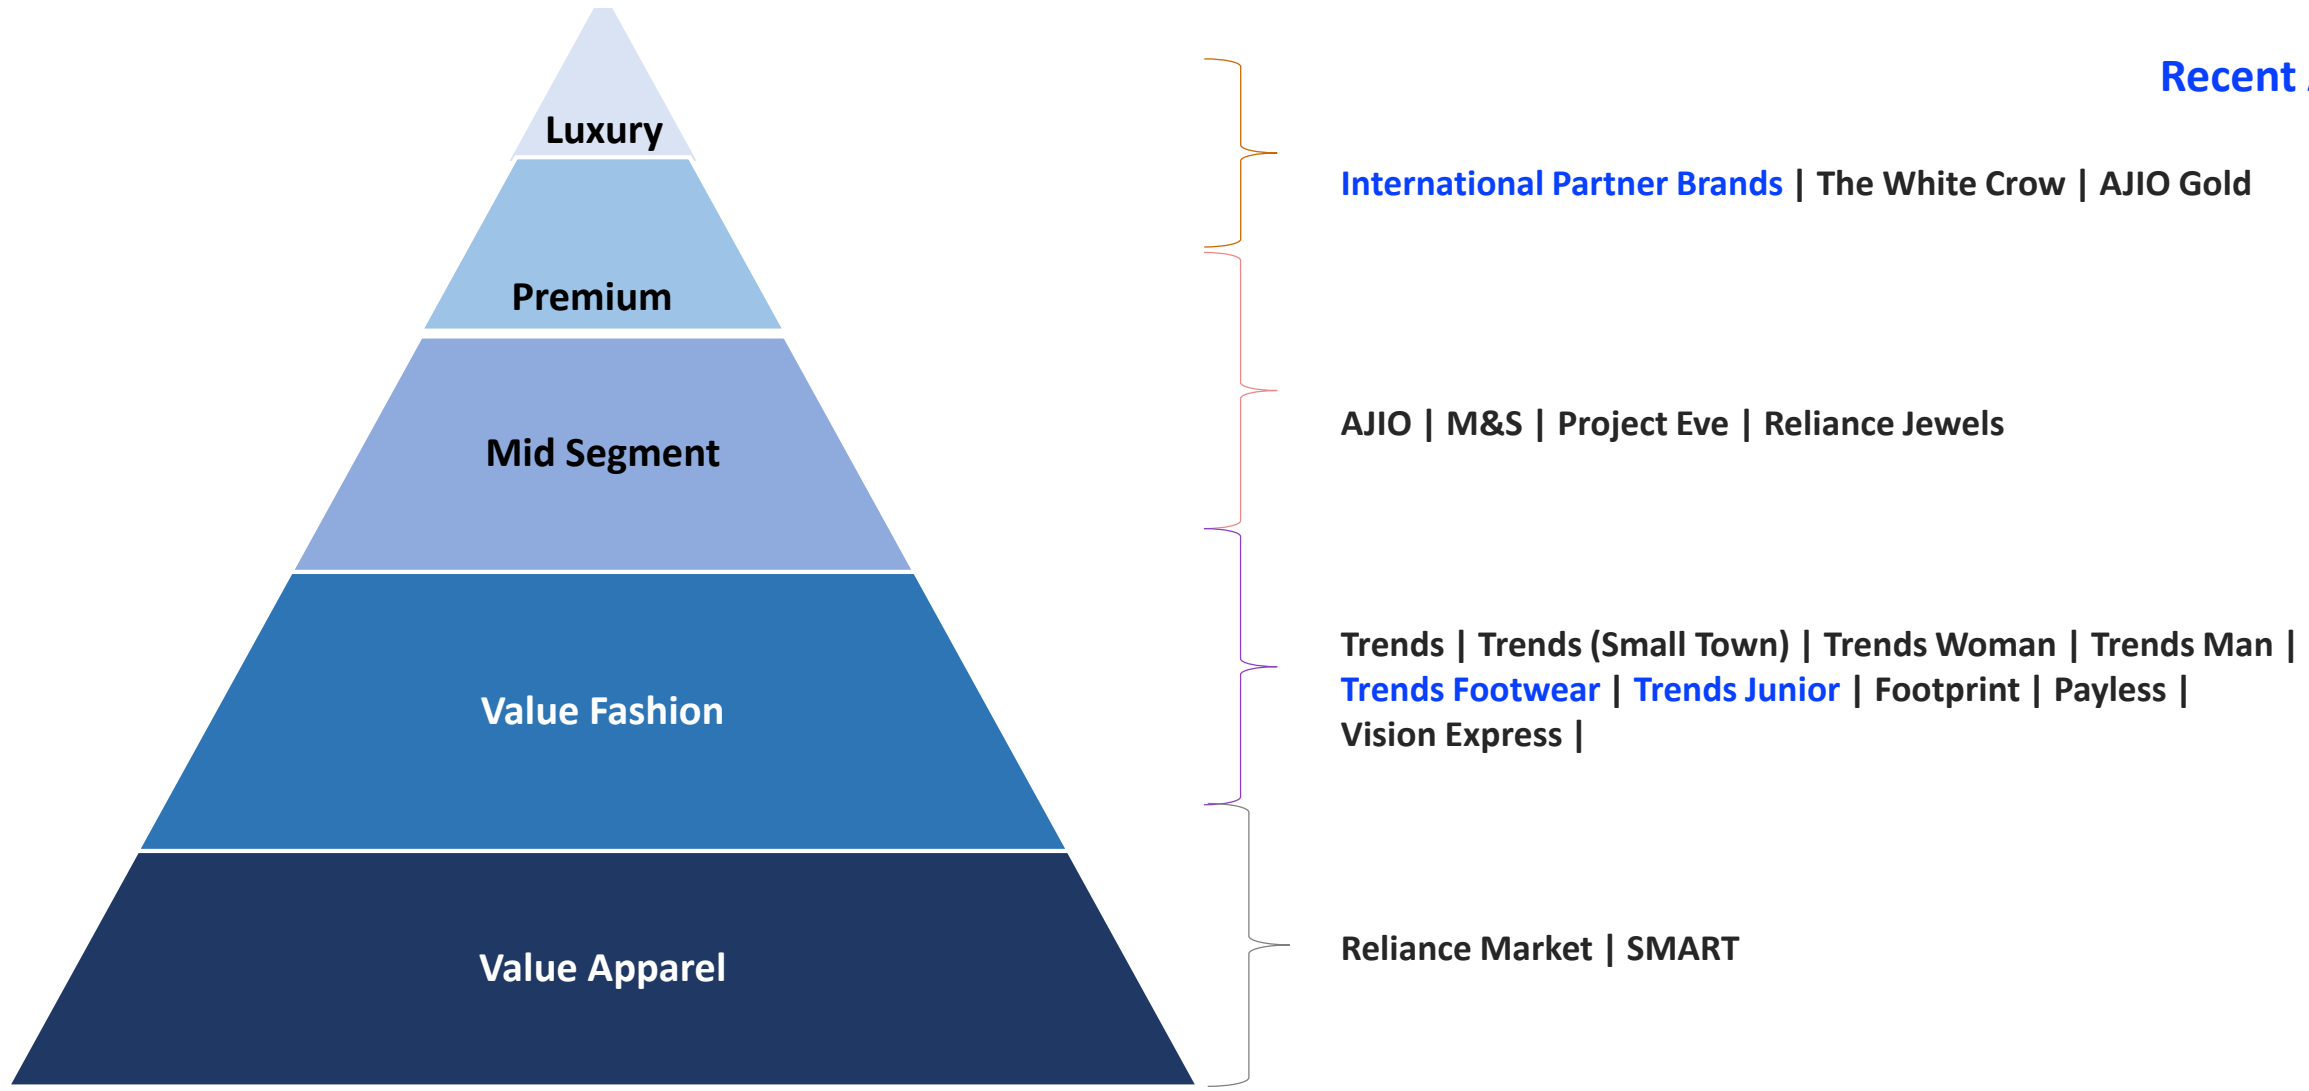 Recent
Luxury
International Partner Brands | The White Crow | AJIO Gold
Premium
AJIO | M&S | Project Eve | Reliance Jewels
Mid Segment
Trends | Trends (Small Town) | Trends Woman | Trends Man |
Trends Footwear | Trends Junior | Footprint | Payless |
Vision Express |
Value Fashion
Reliance Market | SMART
Value Apparel